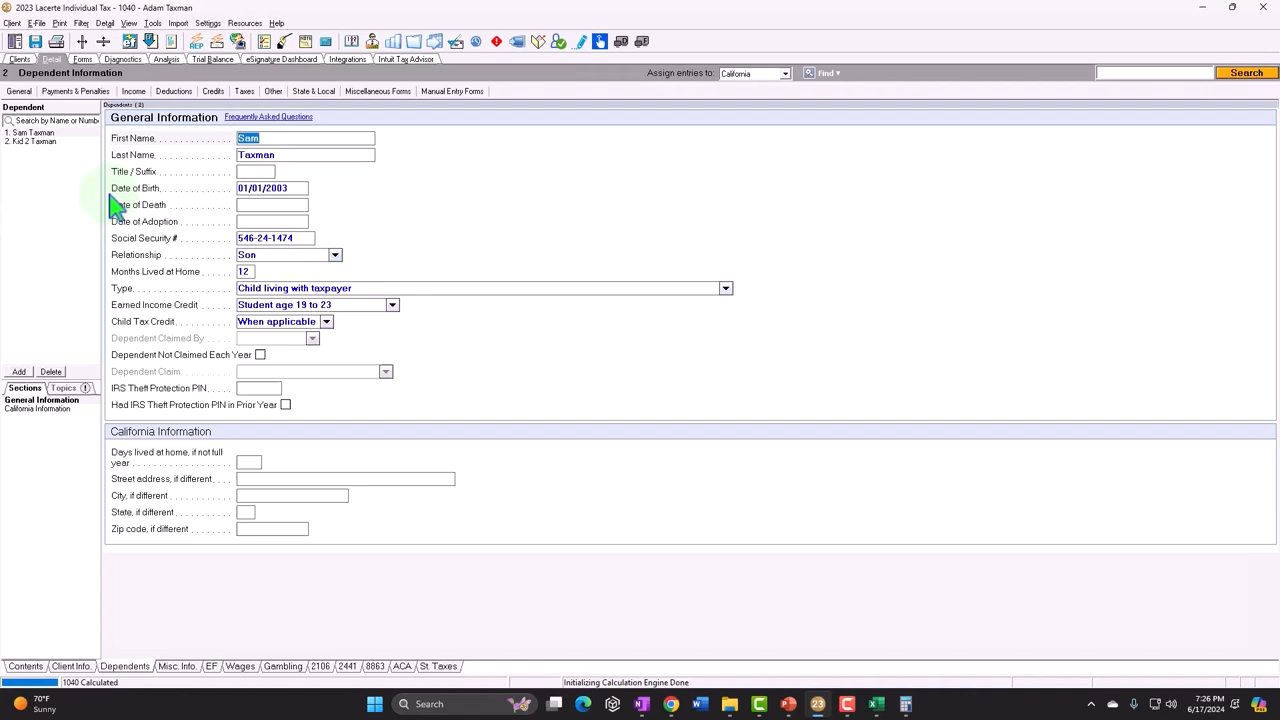 2023 Lacerte Individual Tax - 1040 - Adam Taxman
Client E-File Print Filter Detail View Tools Import Settings Resources Help
Clients Detail Forms Diagnostics Analysis Trial Balance eSignature Dashboard Integrations Intuit Tax Advisor
2 Dependent Information Assign entries to: California Find Search
General Payments & Penalties Income Deductions Credits Taxes Other State & Local Miscellaneous Forms Manual Entry Forms
Dependent
Search by Name or Numbe
1. Sam Taxman
2. Kid 2 Taxman
Add Delete
Sections Topics
General Information
California Information
Dependents (2)
General Information Frequently Asked Questions
First Name Sam
Last Name Taxman
Title / Suffix
Date of Birth 01/01/2003
of Death
Date of Adoption
Social Security # 546-24-1474
Relationship Son
Months Lived at Home 12
Type Child living with taxpayer
Earned Income Credit Student age 19 to 23
Child Tax Credit When applicable
Dependent Claimed By
Dependent Not Claimed Each Year
Dependent Claim
IRS Theft Protection PIN
Had IRS Theft Protection PIN in Prior Year
California Information
Days lived at home, if not full
year
Street address, if different
City, if different
State, if different
Zip code, if different
Contents Client Info. Dependents Misc. Info. EF Wages Gambling 2106 2441 8863 ACA St. Taxes
1040 Calculated Initializing Calculation Engine Done
70°F
Sunny
Search
7:26 PM
6/17/2024